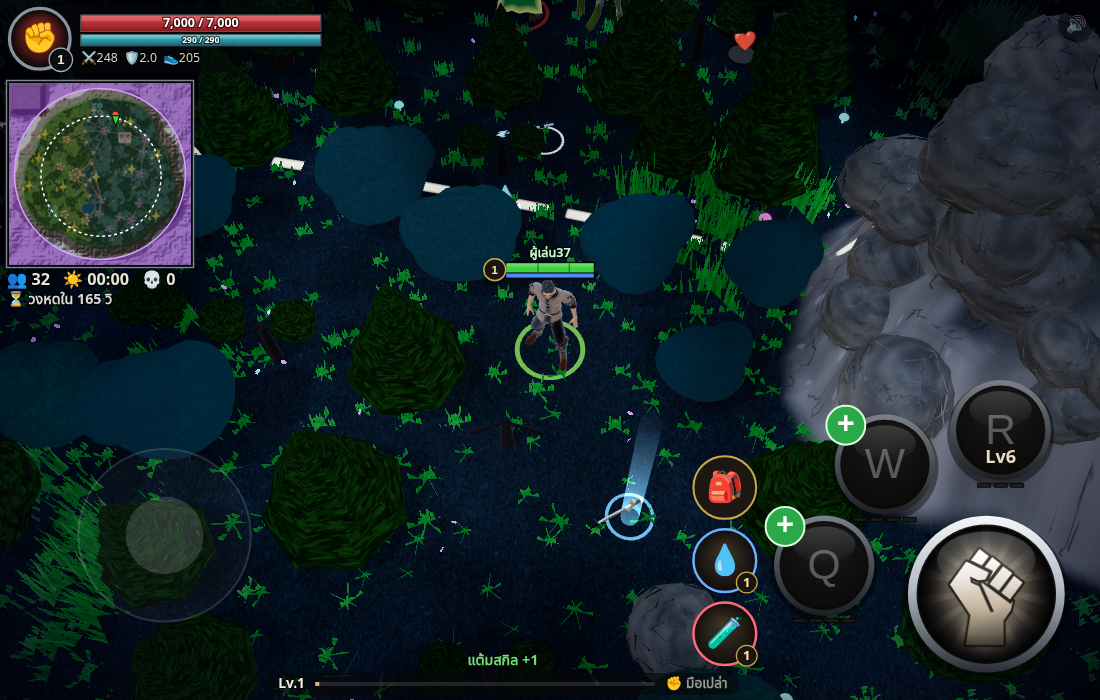 7,000 / 7,000
290 / 290
1
248 2.0 205
32 00:00 0
วงหดใน 165 วิ
ผู้เล่น37
1
+
W
R
Lv6
+
Q
1
1
แต้มสกิล +1
Lv.1
มือเปล่า